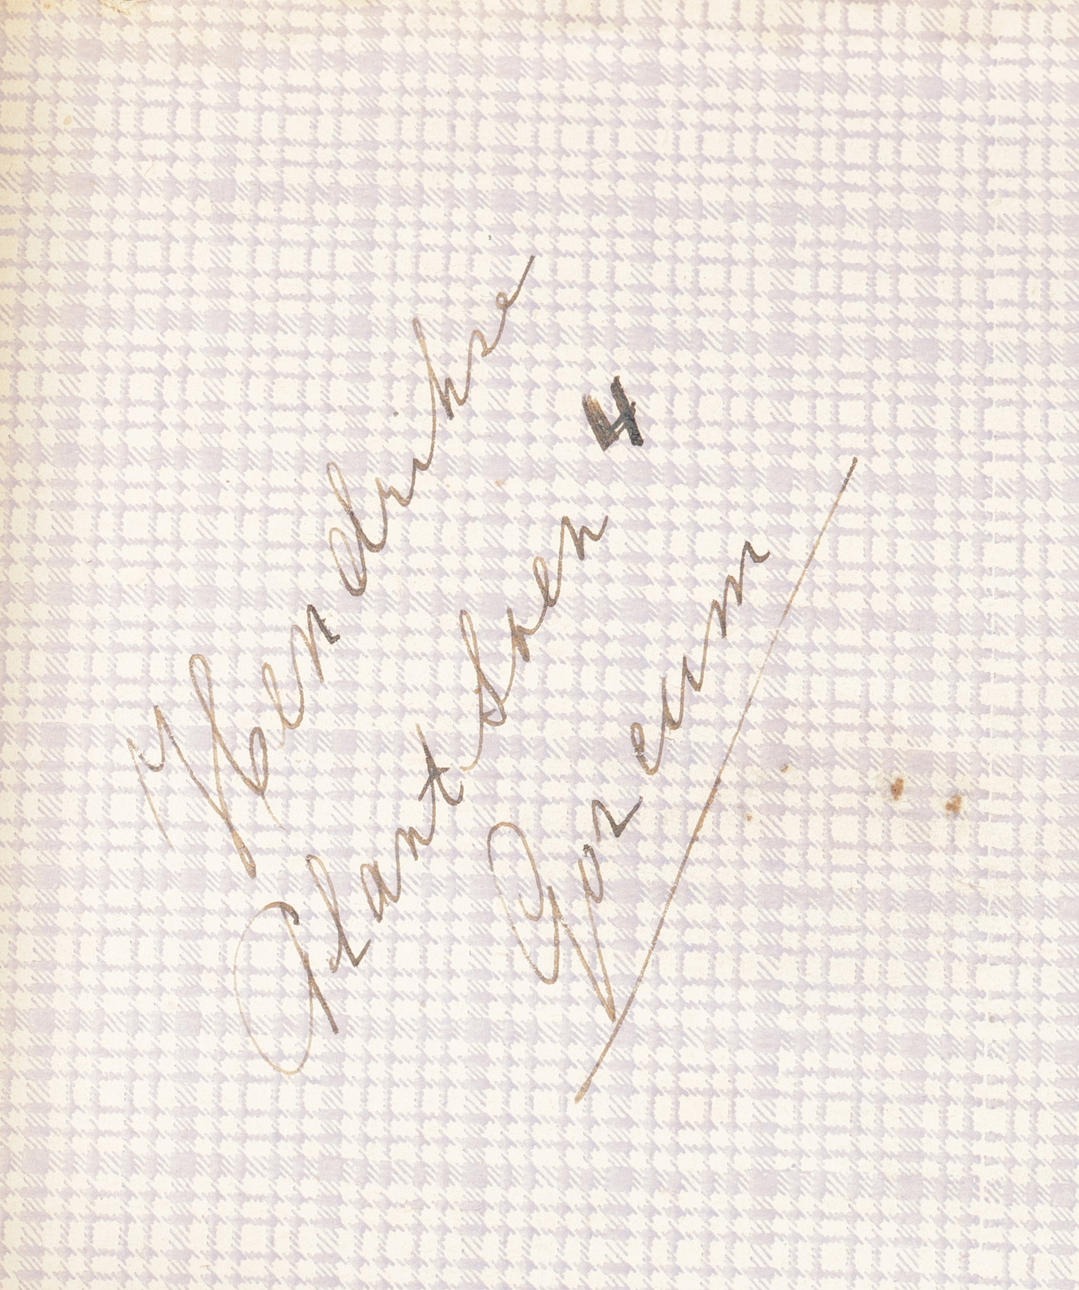 Hendrikse
Plantsoen 4
Gorcum